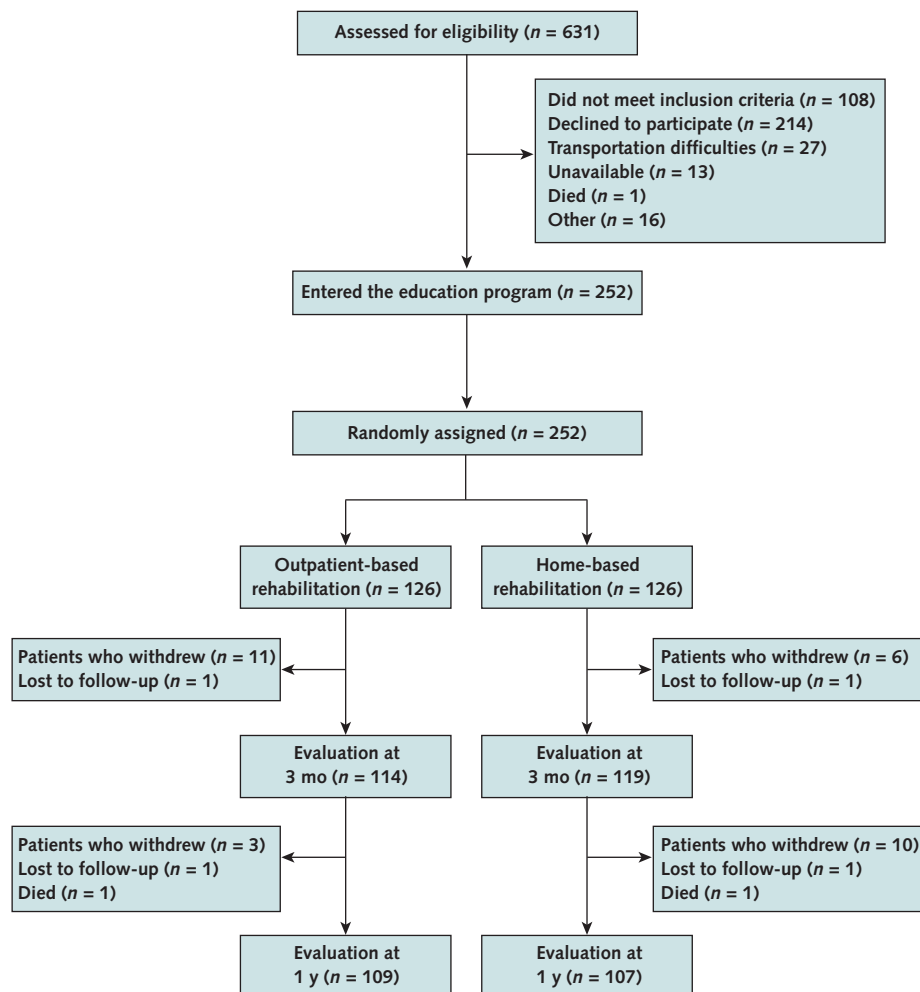 Assessed for eligibility (n = 631)
Did not meet inclusion criteria (n = 108)
Declined to participate (n = 214)
Transportation difficulties (n = 27)
Unavailable (n = 13)
Died (n = 1)
Other (n = 16)
Entered the education program (n = 252)
Randomly assigned (n = 252)
Outpatient-based
rehabilitation (n = 126)
Home-based
rehabilitation (n = 126)
Patients who withdrew (n = 11)
Lost to follow-up (n = 1)
Patients who withdrew (n = 6)
Lost to follow-up (n = 1)
Evaluation at
3 mo (n = 114)
Evaluation at
3 mo (n = 119)
Patients who withdrew (n = 3)
Lost to follow-up (n = 1)
Died (n = 1)
Patients who withdrew (n = 10)
Lost to follow-up (n = 1)
Died (n = 1)
Evaluation at
1 y (n = 109)
Evaluation at
1 y (n = 107)